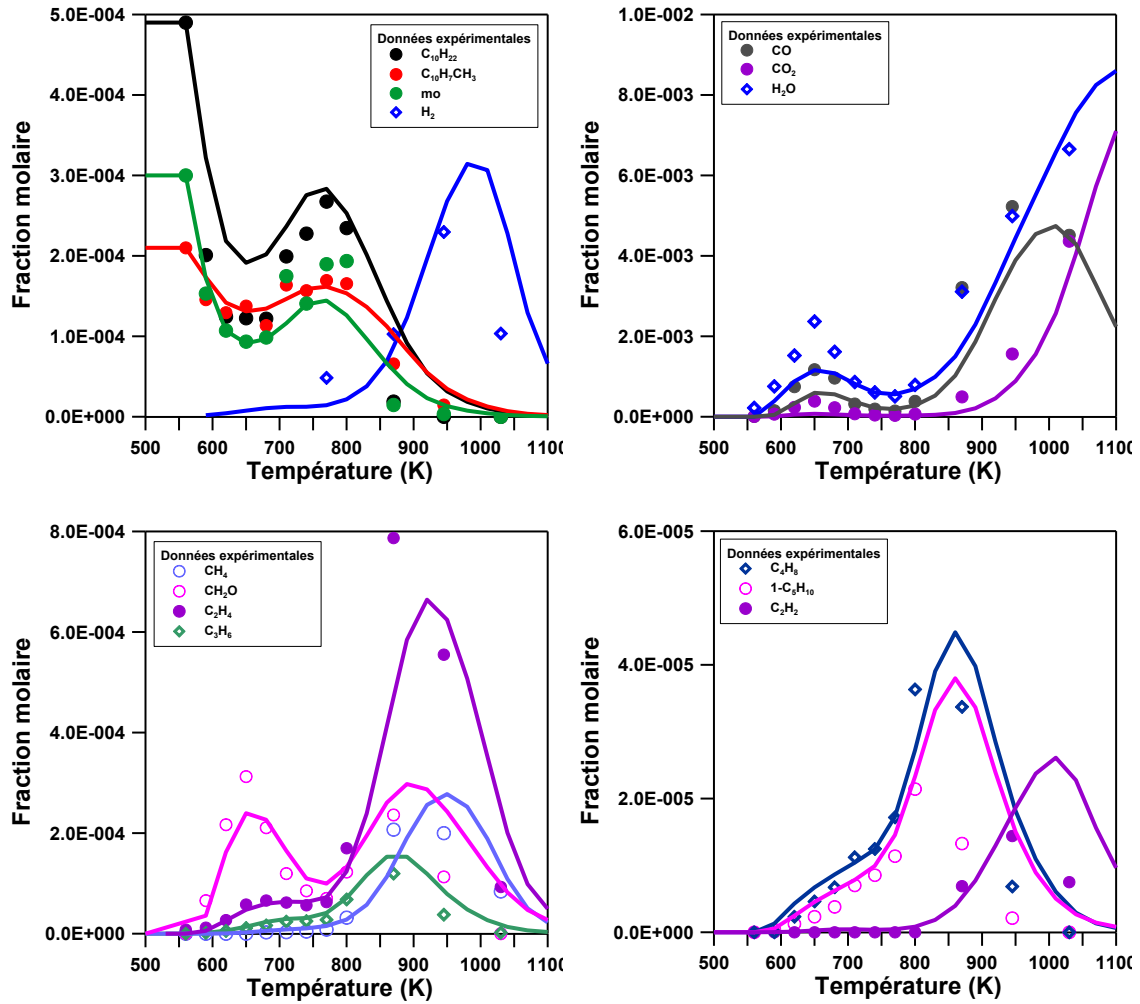 5.0E-004
4.0E-004
3.0E-004
2.0E-004
1.0E-004
0.0E+000
Fraction molaire
Données expérimentales
C₁₀H₂₂
C₁₀H₇CH₃
mo
H₂
500 600 700 800 900 1000 1100
Température (K)
1.0E-002
8.0E-003
6.0E-003
4.0E-003
2.0E-003
0.0E+000
Fraction molaire
Données expérimentales
CO
CO₂
H₂O
500 600 700 800 900 1000 1100
Température (K)
8.0E-004
6.0E-004
4.0E-004
2.0E-004
0.0E+000
Fraction molaire
Données expérimentales
CH₄
CH₂O
C₂H₄
C₃H₆
500 600 700 800 900 1000 1100
Température (K)
6.0E-005
4.0E-005
2.0E-005
0.0E+000
Fraction molaire
Données expérimentales
C₄H₈
1-C₅H₁₀
C₂H₂
500 600 700 800 900 1000 1100
Température (K)